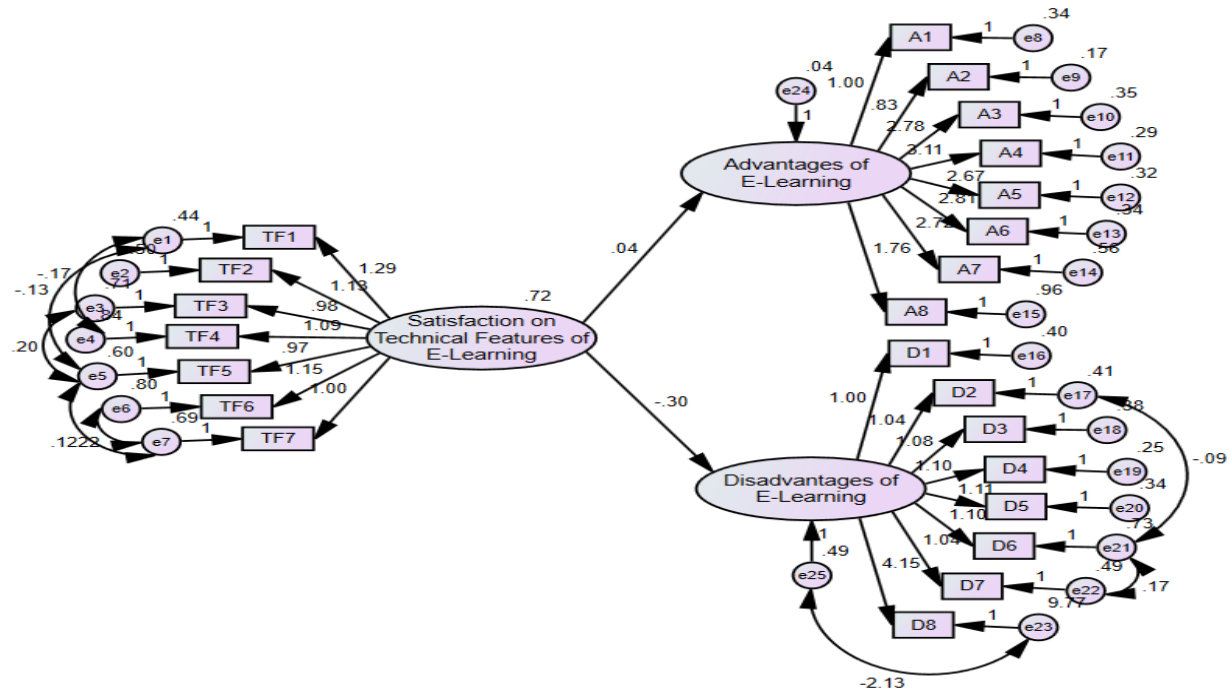 .34
A1
1
e8
.04
1.00
.17
A2
1
e9
e24
.83
.35
A3
1
e10
1
2.78
.29
A4
1
e11
3.11
Advantages of
E-Learning
2.67
.32
A5
1
e12
2.81
.34
A6
1
e13
2.72
.56
A7
1
e14
1.76
.96
A8
1
e15
.04
.44
e1
1
TF1
1.29
.50
e2
1
TF2
1.13
-.17
.71
-.13
e3
1
TF3
.98
.84
e4
1
TF4
1.09
.72
Satisfaction on
Technical Features of
E-Learning
.20
.60
e5
1
TF5
.97
.80
e6
1
TF6
1.15
.69
e7
1
TF7
1.00
.1222
-.30
.40
D1
1
e16
1.00
.41
D2
1
e17
1.04
.38
D3
1
e18
1.08
-.09
.25
D4
1
e19
1.10
Disadvantages of
E-Learning
.34
D5
1
e20
1.11
.73
D6
1
e21
1.10
.49
D7
1
e22
1.04
.17
1
.49
e25
4.15
9.77
D8
1
e23
-2.13